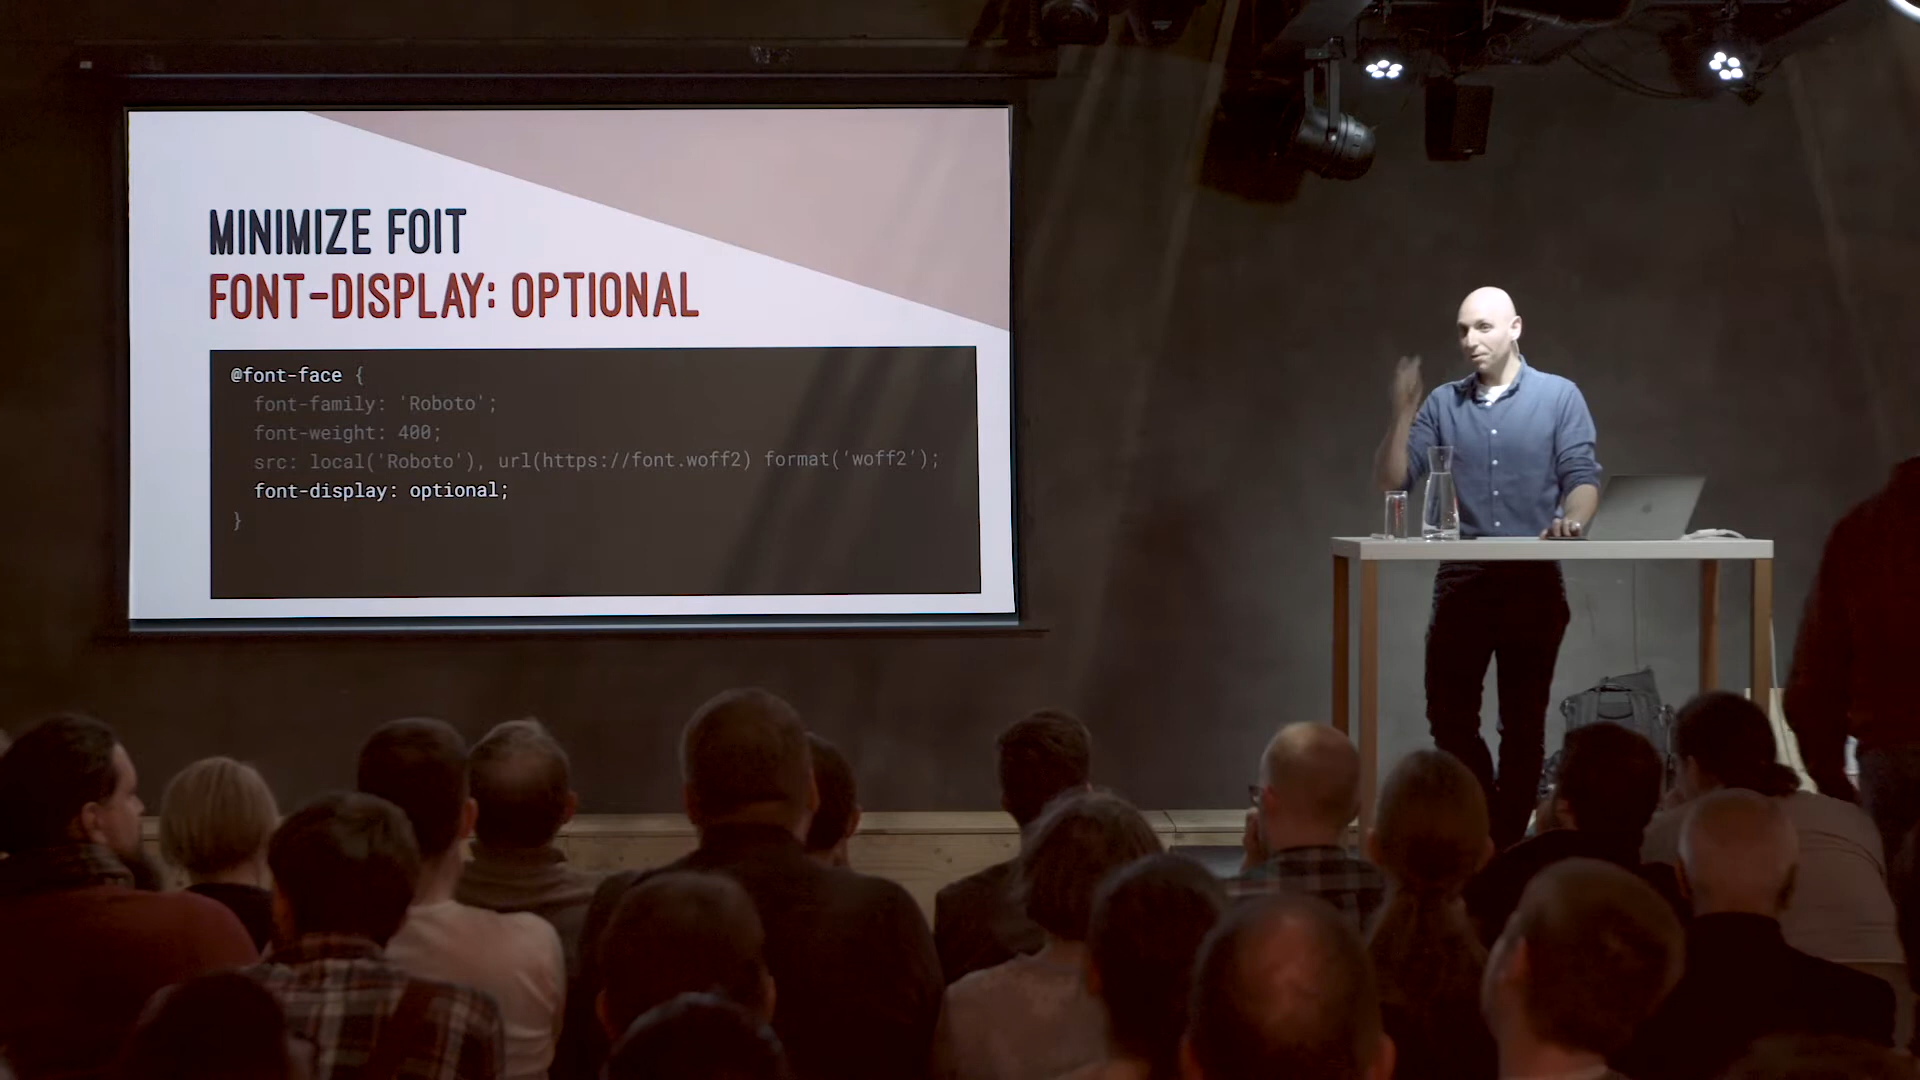 MINIMIZE FOIT
FONT-DISPLAY: OPTIONAL
@font-face {
font-family: 'Roboto';
font-weight: 400;
src: local('Roboto'), url(https://font.woff2) format('woff2');
font-display: optional;
}